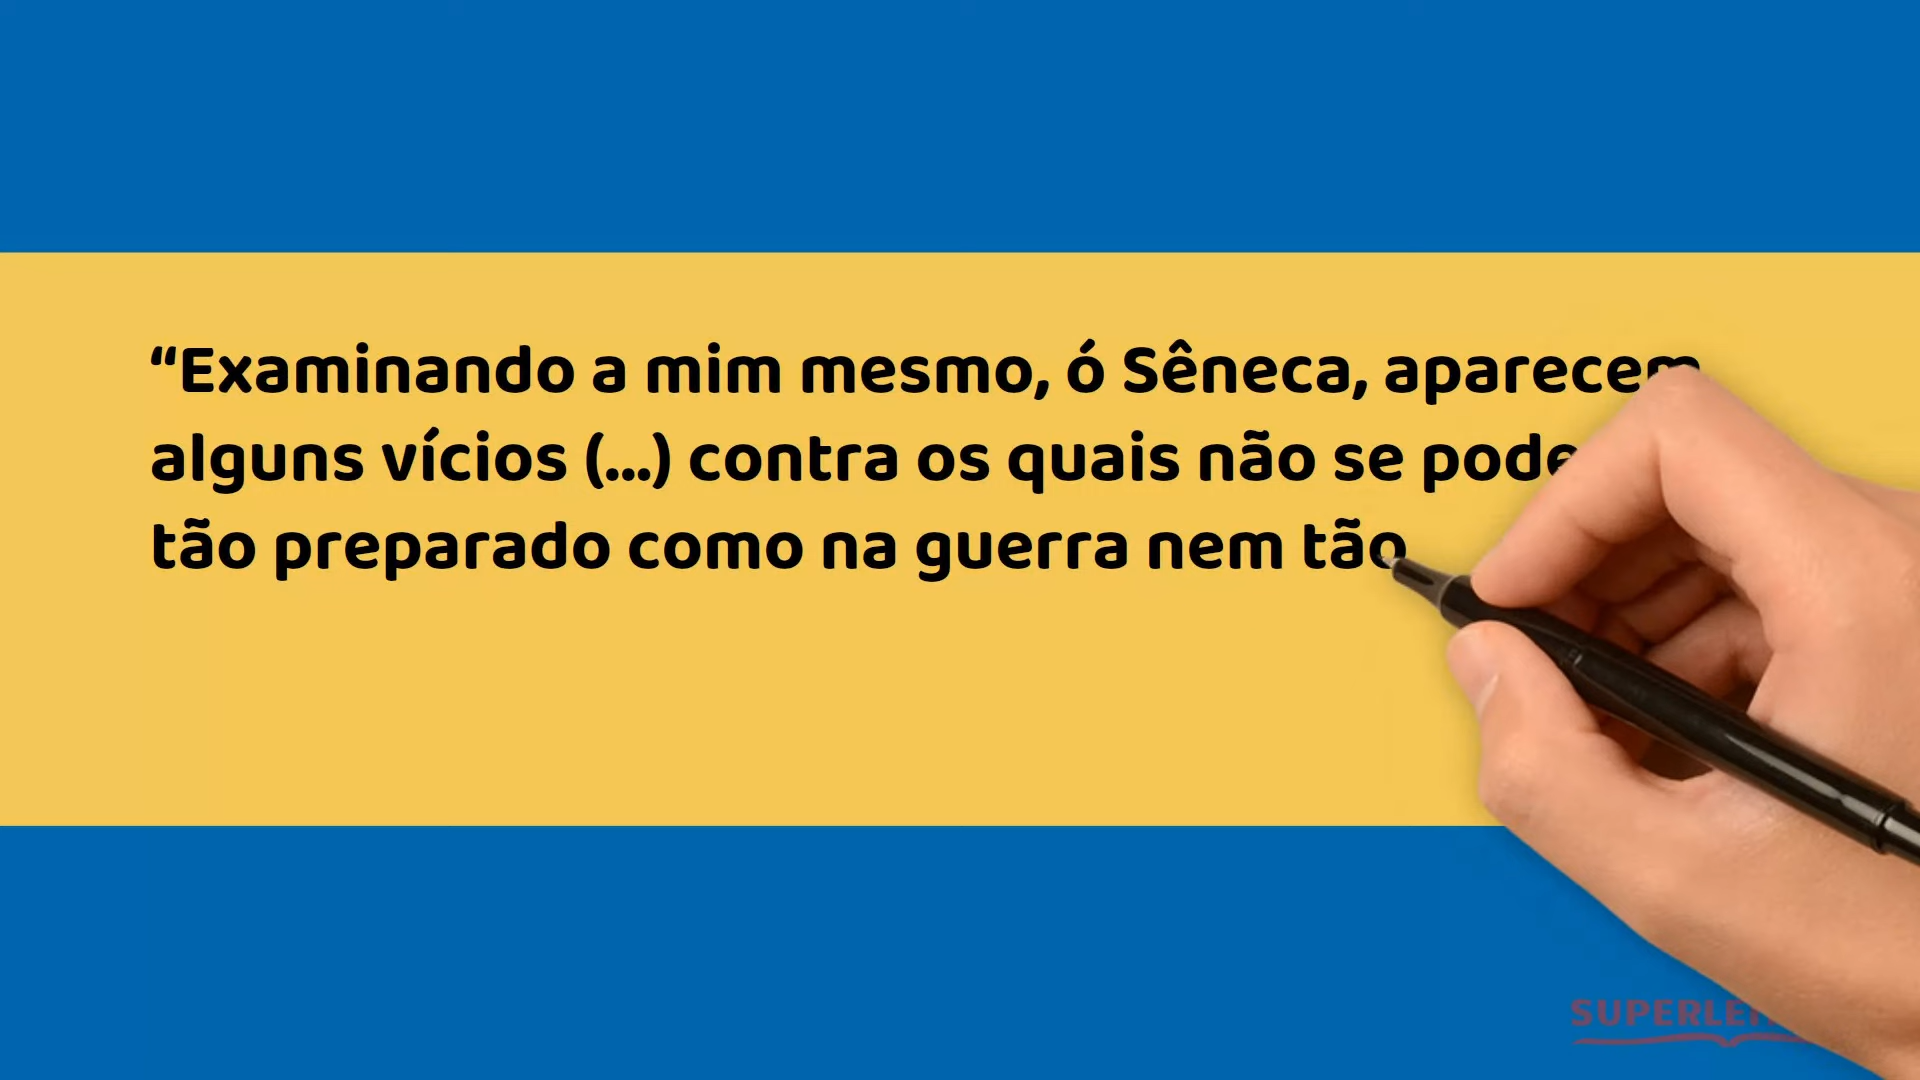 “Examinando a mim mesmo, ó Sêneca, aparecem
alguns vícios (...) contra os quais não se pode
tão preparado como na guerra nem tão